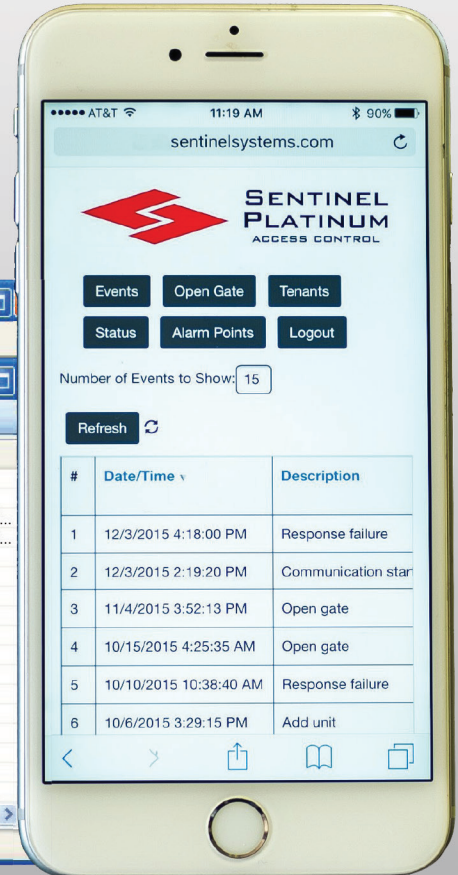 AT&T 11:19 AM 90%
sentinelsystems.com
SENTINEL
PLATINUM
ACCESS CONTROL
Events Open Gate Tenants
Status Alarm Points Logout
Number of Events to Show: 15
Refresh
# Date/Time Description
1 12/3/2015 4:18:00 PM Response failure
2 12/3/2015 2:19:20 PM Communication star
3 11/4/2015 3:52:13 PM Open gate
4 10/15/2015 4:25:35 AM Open gate
5 10/10/2015 10:38:40 AM Response failure
6 10/6/2015 3:29:15 PM Add unit